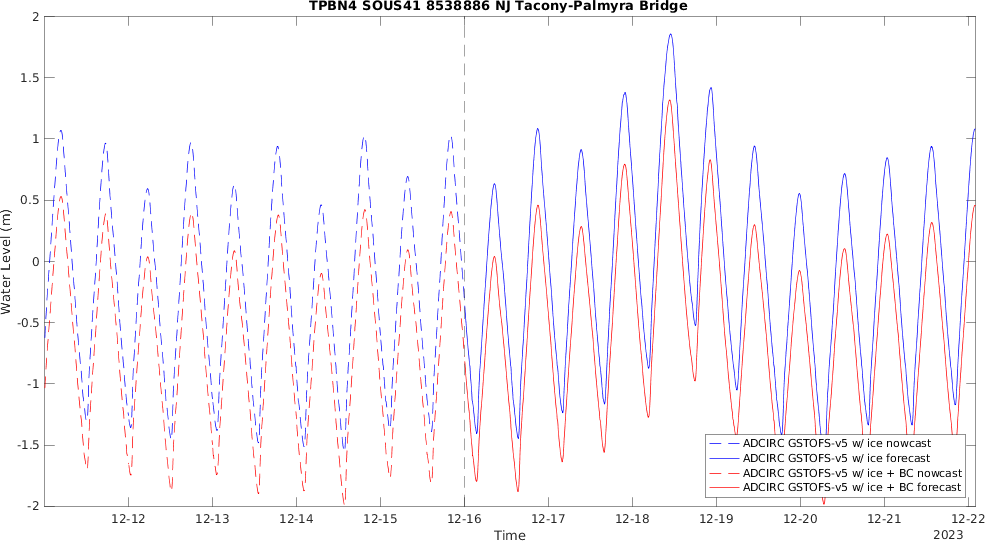 TPBN4 SOUS41 8538886 NJ Tacony-Palmyra Bridge
2
1.5
1
0.5
0
-0.5
-1
-1.5
-2
Water Level (m)
ADCIRC GSTOFS-v5 w/ ice nowcast
ADCIRC GSTOFS-v5 w/ ice forecast
ADCIRC GSTOFS-v5 w/ ice + BC nowcast
ADCIRC GSTOFS-v5 w/ ice + BC forecast
12-12 12-13 12-14 12-15 12-16 12-17 12-18 12-19 12-20 12-21 12-22
Time
2023